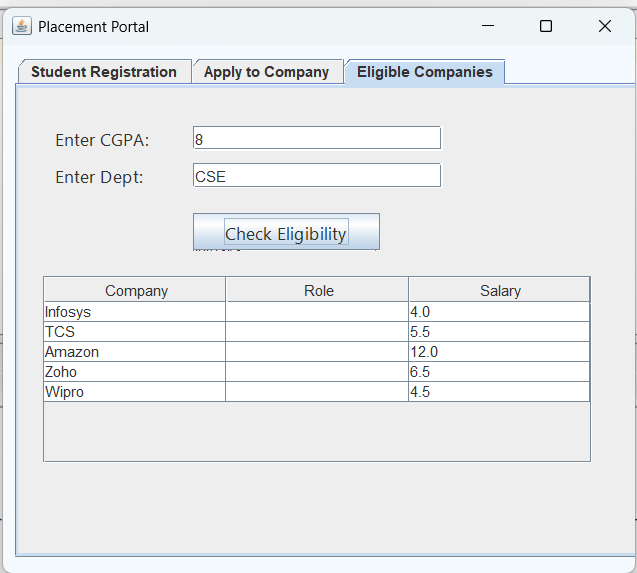 Placement Portal
Student Registration Apply to Company Eligible Companies
Enter CGPA: 8
Enter Dept: CSE
Check Eligibility
Company Role Salary
Infosys 4.0
TCS 5.5
Amazon 12.0
Zoho 6.5
Wipro 4.5